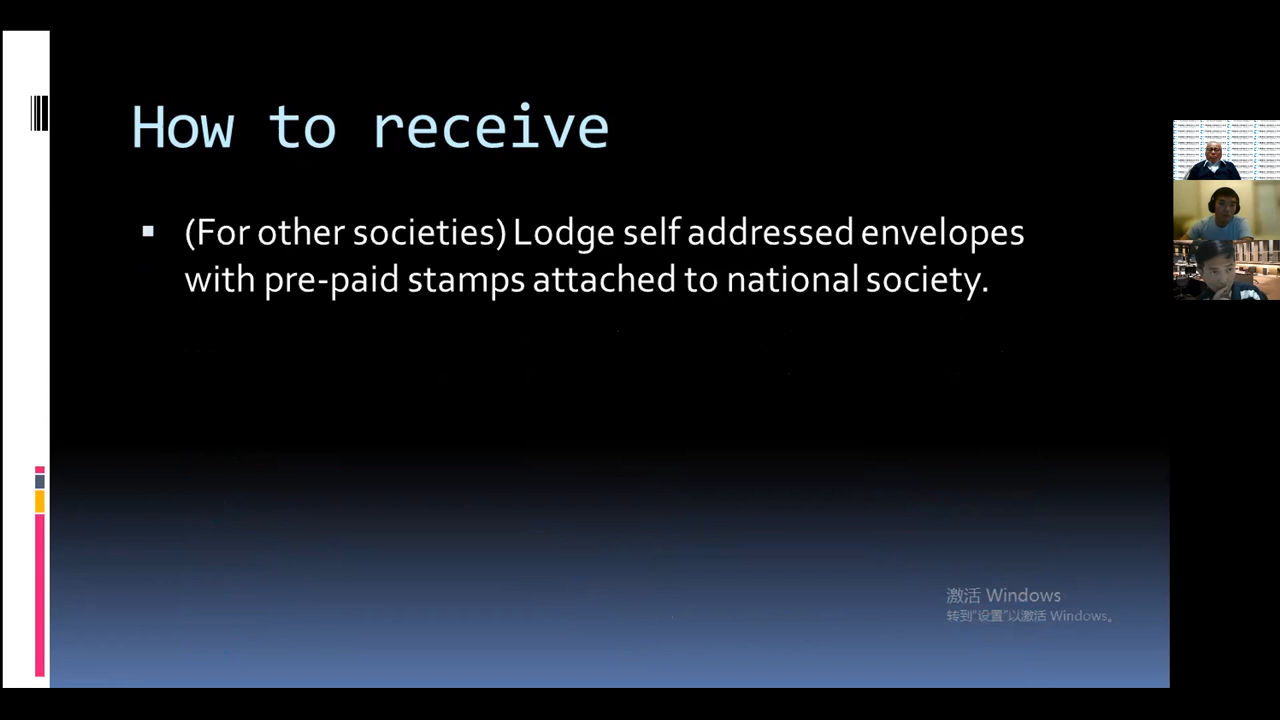 How to receive
▪ (For other societies) Lodge self addressed envelopes
with pre-paid stamps attached to national society.
激活 Windows
转到"设置"以激活 Windows。